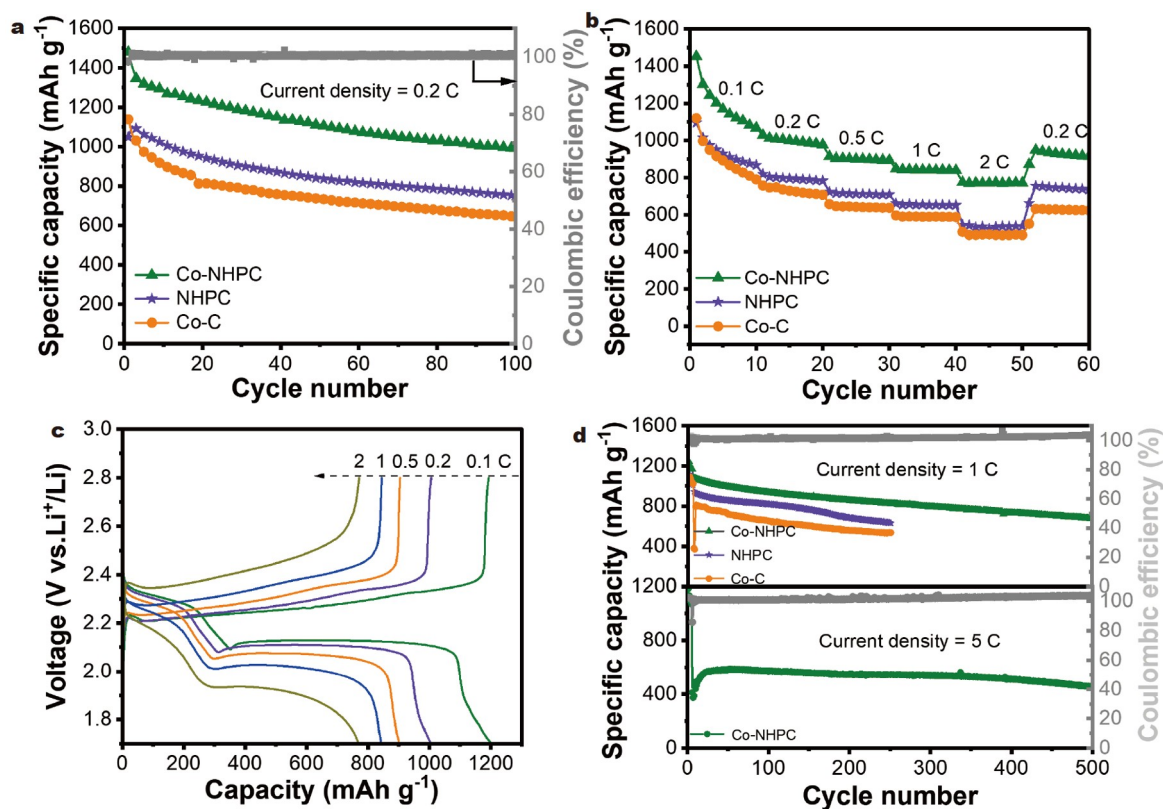 a
1600
1400
1200
1000
800
600
400
200
0
Specific capacity (mAh g⁻¹)
Current density = 0.2 C
Co-NHPC
NHPC
Co-C
100
80
60
40
20
0
Coulombic efficiency (%)
0 20 40 60 80 100
Cycle number
b
1600
1400
1200
1000
800
600
400
200
0
Specific capacity (mAh g⁻¹)
0.1 C
0.2 C
0.5 C
1 C
2 C
0.2 C
Co-NHPC
NHPC
Co-C
0 10 20 30 40 50 60
Cycle number
c
3.0
2.8
2.6
2.4
2.2
2.0
1.8
Voltage (V vs.Li⁺/Li)
2 1 0.5 0.2 0.1 C
0 200 400 600 800 1000 1200
Capacity (mAh g⁻¹)
d
1600
1200
800
400
1200
800
400
0
Specific capacity (mAh g⁻¹)
Current density = 1 C
Co-NHPC
NHPC
Co-C
100
80
60
40
20
0
Current density = 5 C
Co-NHPC
100
80
60
40
20
0
Coulombic efficiency (%)
0 100 200 300 400 500
Cycle number